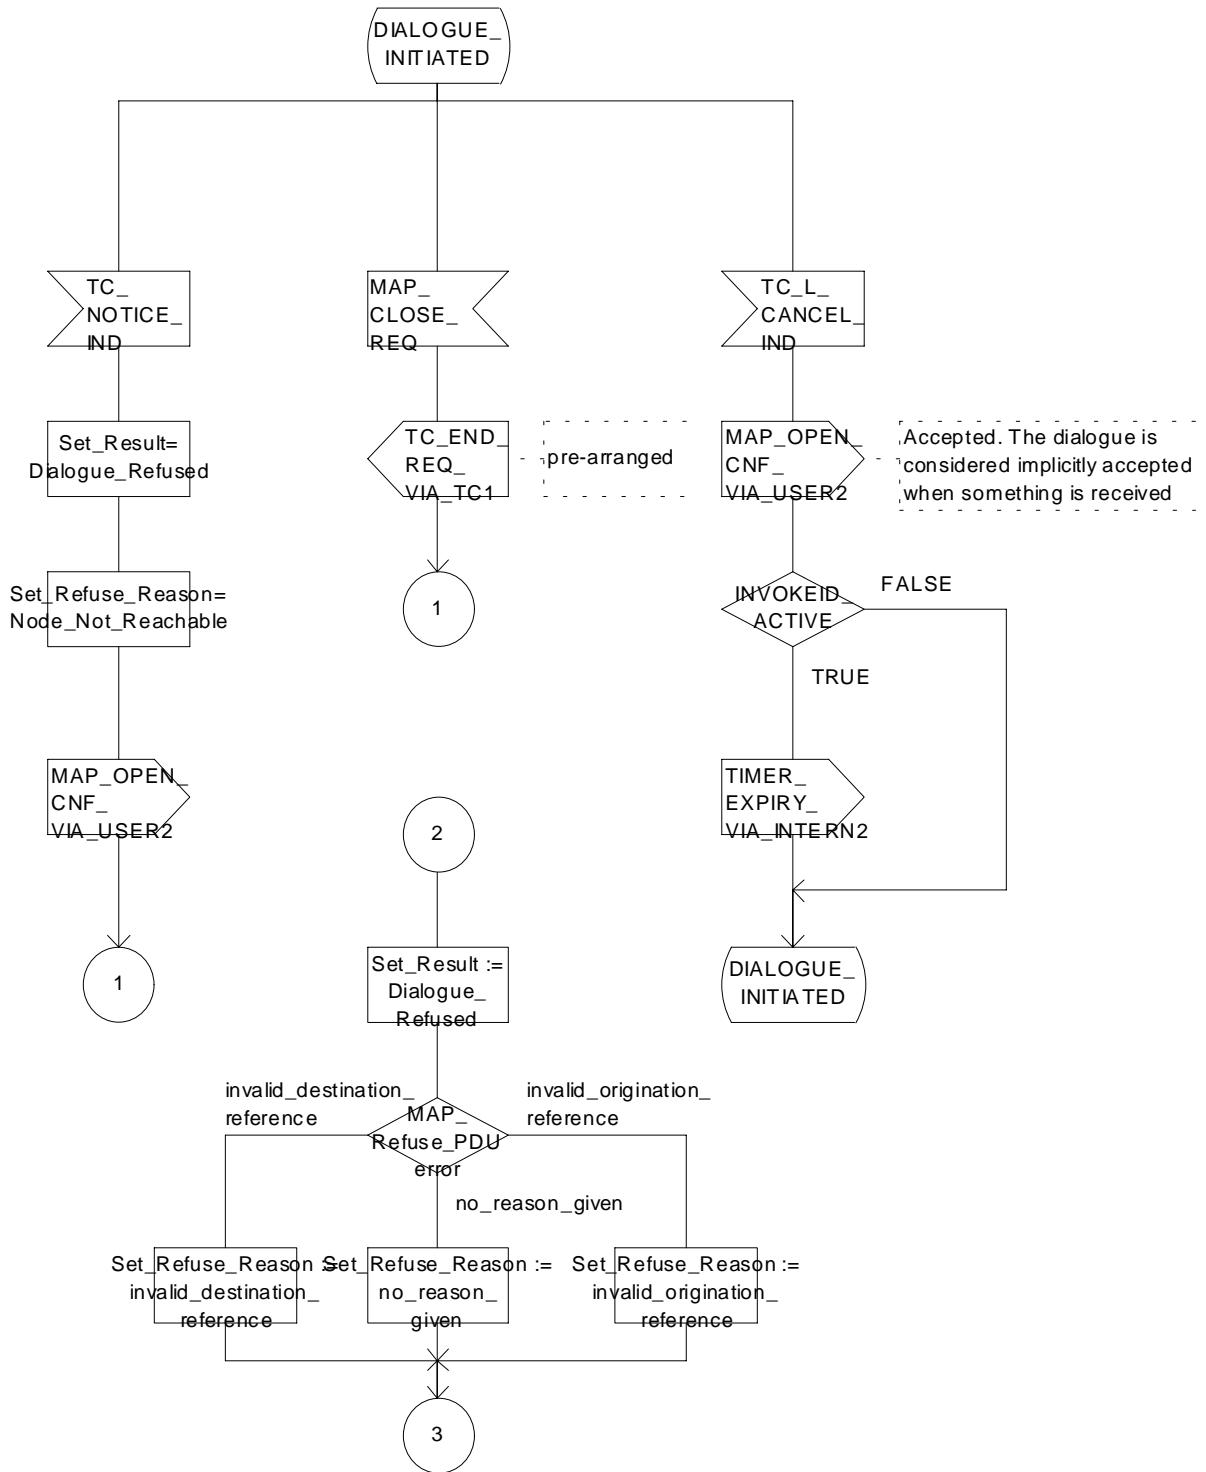 DIALOGUE_
INITIATED
TC_
NOTICE_
IND
MAP_
CLOSE_
REQ
TC_L_
CANCEL_
IND
Set_Result=
Dialogue_Refused
TC_END_
REQ_
VIA_TC1
pre-arranged
MAP_OPEN_
CNF_
VIA_USER2
Accepted. The dialogue is
considered implicitly accepted
when something is received
Set_Refuse_Reason=
Node_Not_Reachable
1
INVOKEID_
ACTIVE
FALSE
TRUE
MAP_OPEN_
CNF_
VIA_USER2
2
TIMER_
EXPIRY_
VIA_INTERN2
1
Set_Result :=
Dialogue_
Refused
DIALOGUE_
INITIATED
invalid_destination_
reference
MAP_
Refuse_PDU
error
invalid_origination_
reference
no_reason_given
Set_Refuse_Reason :=
invalid_destination_
reference
Set_Refuse_Reason :=
no_reason_
given
Set_Refuse_Reason :=
invalid_origination_
reference
3